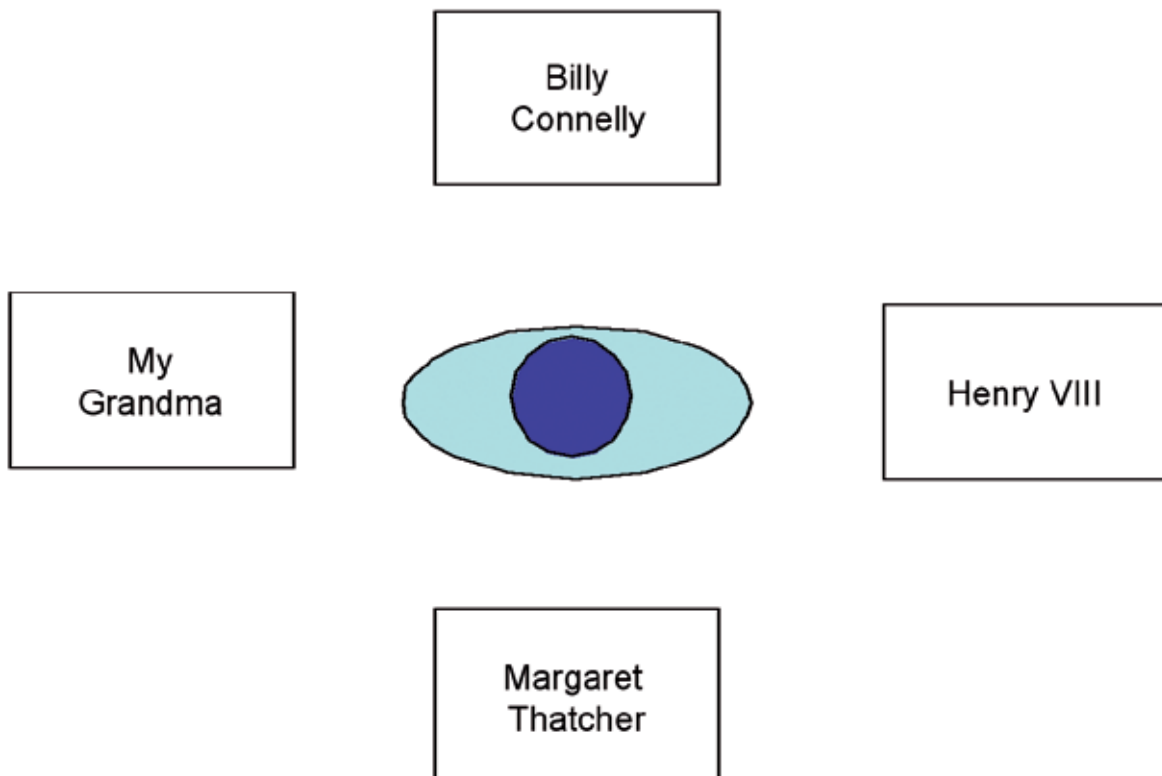 Billy
Connelly
My
Grandma
Henry VIII
Margaret
Thatcher